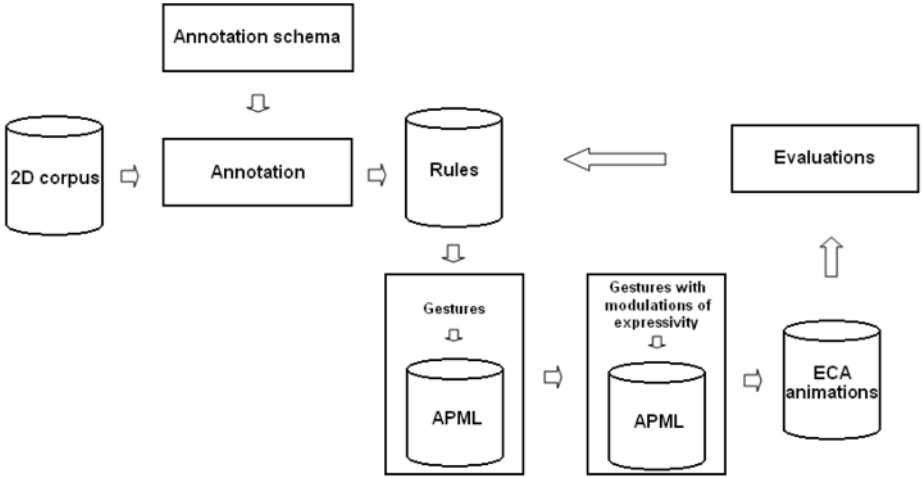 Annotation schema
2D corpus
Annotation
Rules
Evaluations
Gestures
APML
Gestures with
modulations of
expressivity
APML
ECA
animations